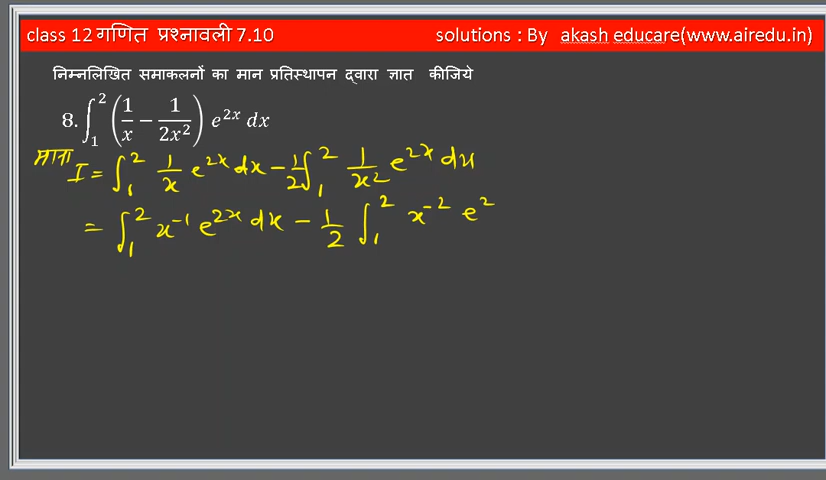 class 12 गणित प्रश्नावली 7.10 solutions : By akash educare(www.airedu.in)
निम्नलिखित समाकलनों का मान प्रतिस्थापन द्वारा ज्ञात कीजिये
8. ∫₁² (1/x − 1/2x²) e^{2x} dx
माना I = ∫₁² 1/x e^{2x} dx − 1/2 ∫₁² 1/x² e^{2x} dx
= ∫₁² x^{-1} e^{2x} dx − 1/2 ∫₁² x^{-2} e^{2}